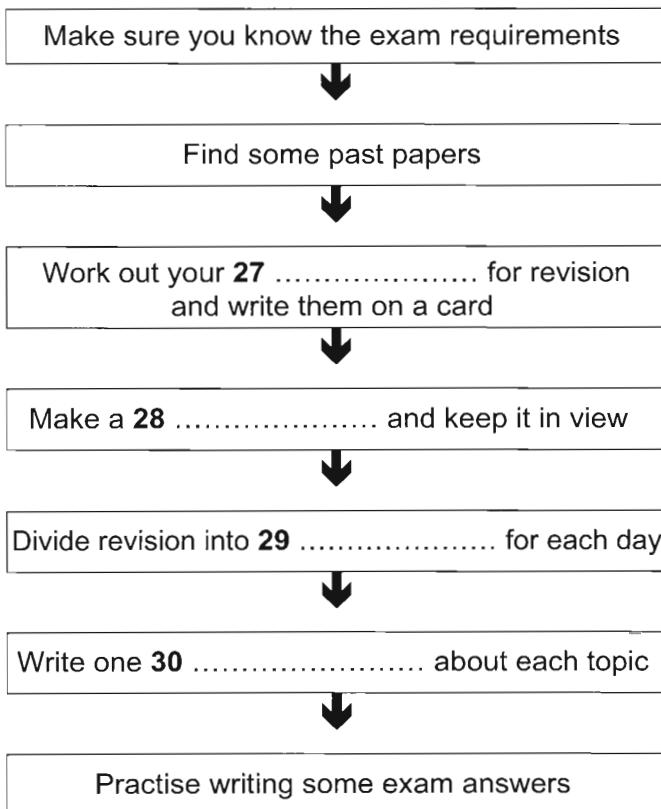 Make sure you know the exam requirements
Find some past papers
Work out your 27 ........................ for revision
and write them on a card
Make a 28 ..................... and keep it in view
Divide revision into 29 ..................... for each day
Write one 30 ........................ about each topic
Practise writing some exam answers